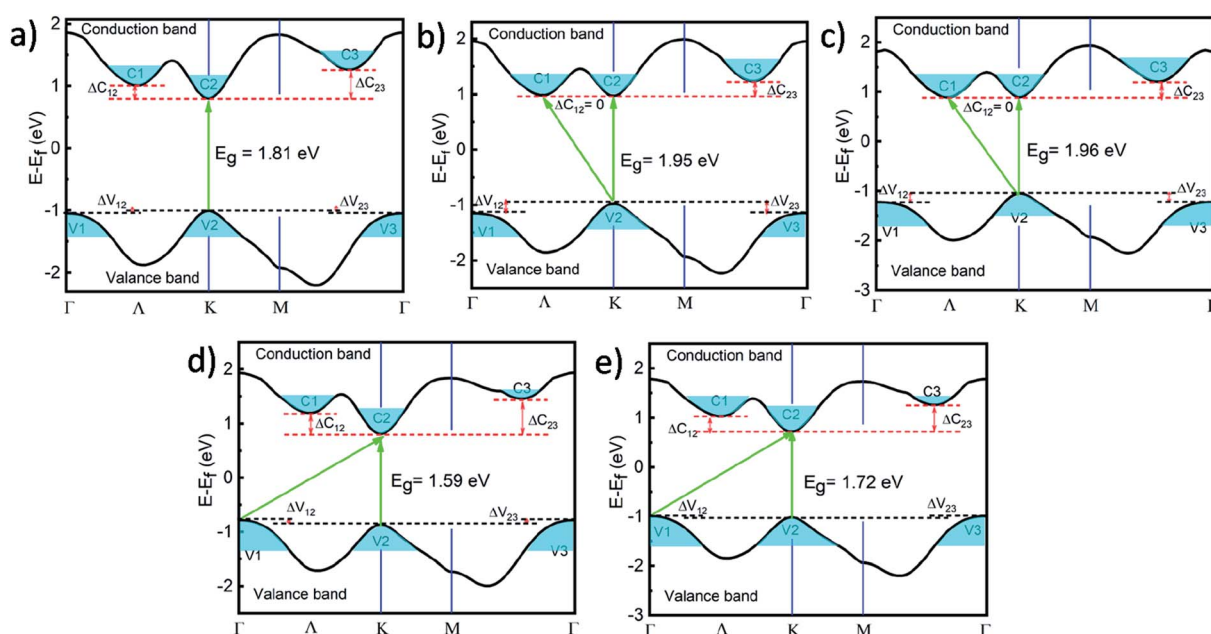 a)
Conduction band
C1
C2
C3
ΔC12
ΔC23
Eg = 1.81 eV
ΔV12
ΔV23
V1
V2
V3
Valance band
E-Ef (eV)
2
1
0
-1
-2
Γ Λ K M Γ
b)
Conduction band
C1
C2
C3
ΔC12= 0
ΔC23
Eg = 1.95 eV
ΔV12
ΔV23
V1
V2
V3
Valance band
E-Ef (eV)
2
1
0
-1
-2
Γ Λ K M Γ
c)
Conduction band
C1
C2
C3
ΔC12= 0
ΔC23
Eg = 1.96 eV
ΔV12
ΔV23
V1
V2
V3
Valance band
E-Ef (eV)
2
1
0
-1
-2
-3
Γ Λ K M Γ
d)
Conduction band
C1
C2
C3
ΔC12
ΔC23
Eg= 1.59 eV
ΔV12
ΔV23
V1
V2
V3
Valance band
E-Ef (eV)
2
1
0
-1
-2
Γ Λ K M Γ
e)
Conduction band
C1
C2
C3
ΔC12
ΔC23
Eg= 1.72 eV
ΔV12
ΔV23
V1
V2
V3
Valance band
E-Ef (eV)
2
1
0
-1
-2
-3
Γ Λ K M Γ